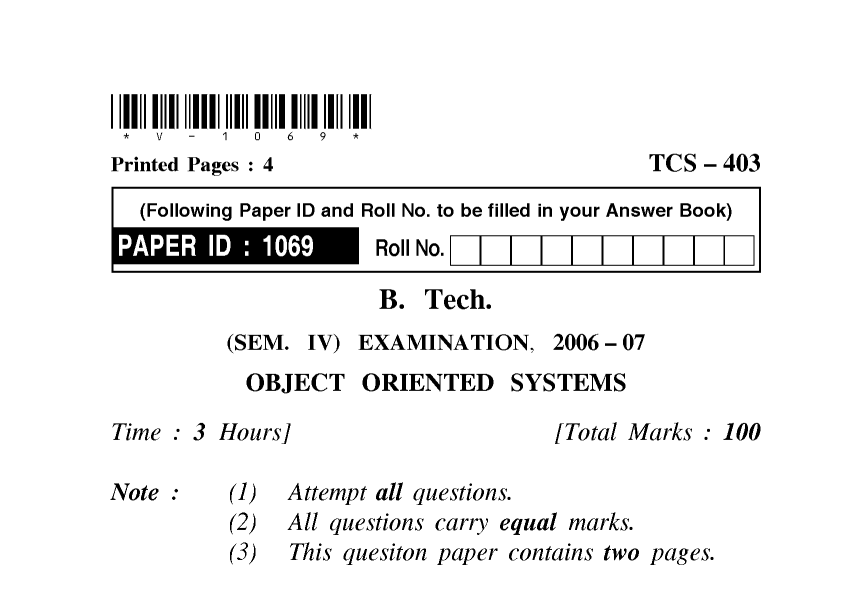 * V - 1 0 6 9 *
Printed Pages : 4 TCS – 403
(Following Paper ID and Roll No. to be filled in your Answer Book)
PAPER ID : 1069 Roll No.
B. Tech.
(SEM. IV) EXAMINATION, 2006 – 07
OBJECT ORIENTED SYSTEMS
Time : 3 Hours] [Total Marks : 100
Note : (1) Attempt all questions.
(2) All questions carry equal marks.
(3) This quesiton paper contains two pages.